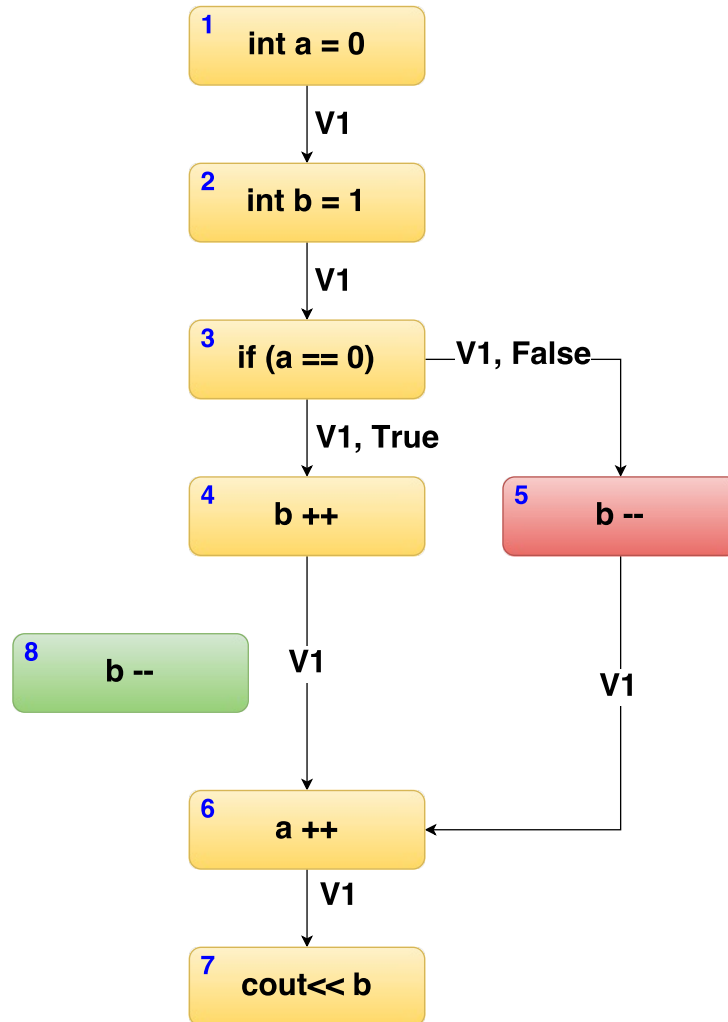 1
int a = 0
V1
2
int b = 1
V1
3
if (a == 0)
V1, False
V1, True
4
b ++
5
b --
8
b --
V1
V1
6
a ++
V1
7
cout<< b